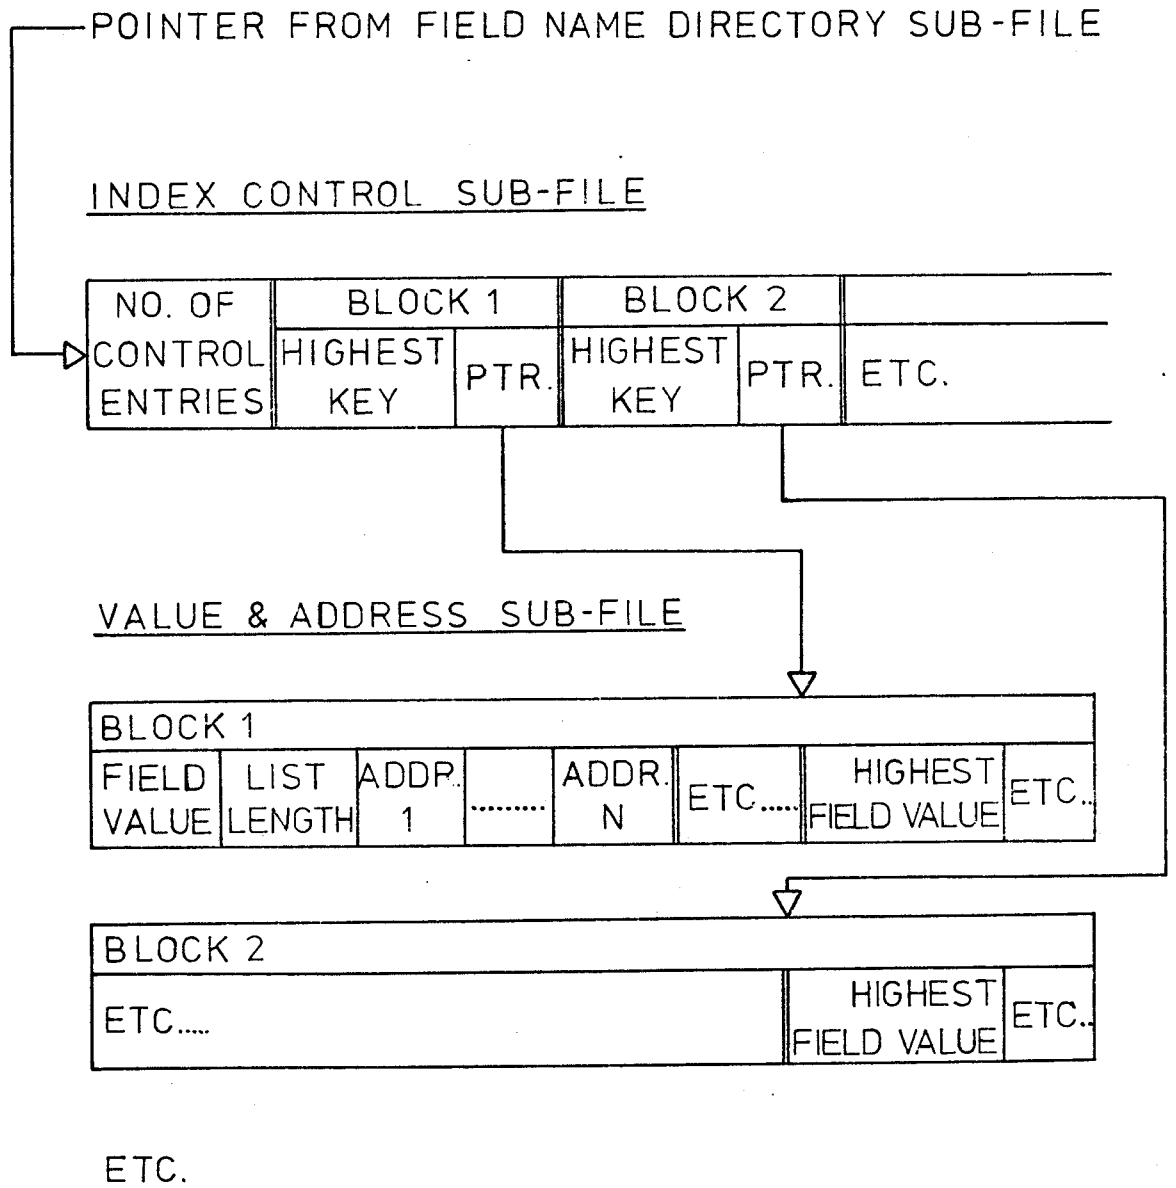 POINTER FROM FIELD NAME DIRECTORY SUB-FILE
INDEX CONTROL SUB-FILE
NO. OF
CONTROL
ENTRIES
BLOCK 1
HIGHEST
KEY
PTR.
BLOCK 2
HIGHEST
KEY
PTR.
ETC.
VALUE & ADDRESS SUB-FILE
BLOCK 1
FIELD
VALUE
LIST
LENGTH
ADDR.
1
.........
ADDR.
N
ETC.....
HIGHEST
FIELD VALUE
ETC..
BLOCK 2
ETC.....
HIGHEST
FIELD VALUE
ETC..
ETC.